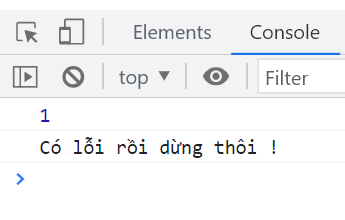 Elements Console
top Filter
1
Có lỗi rồi dừng thôi !